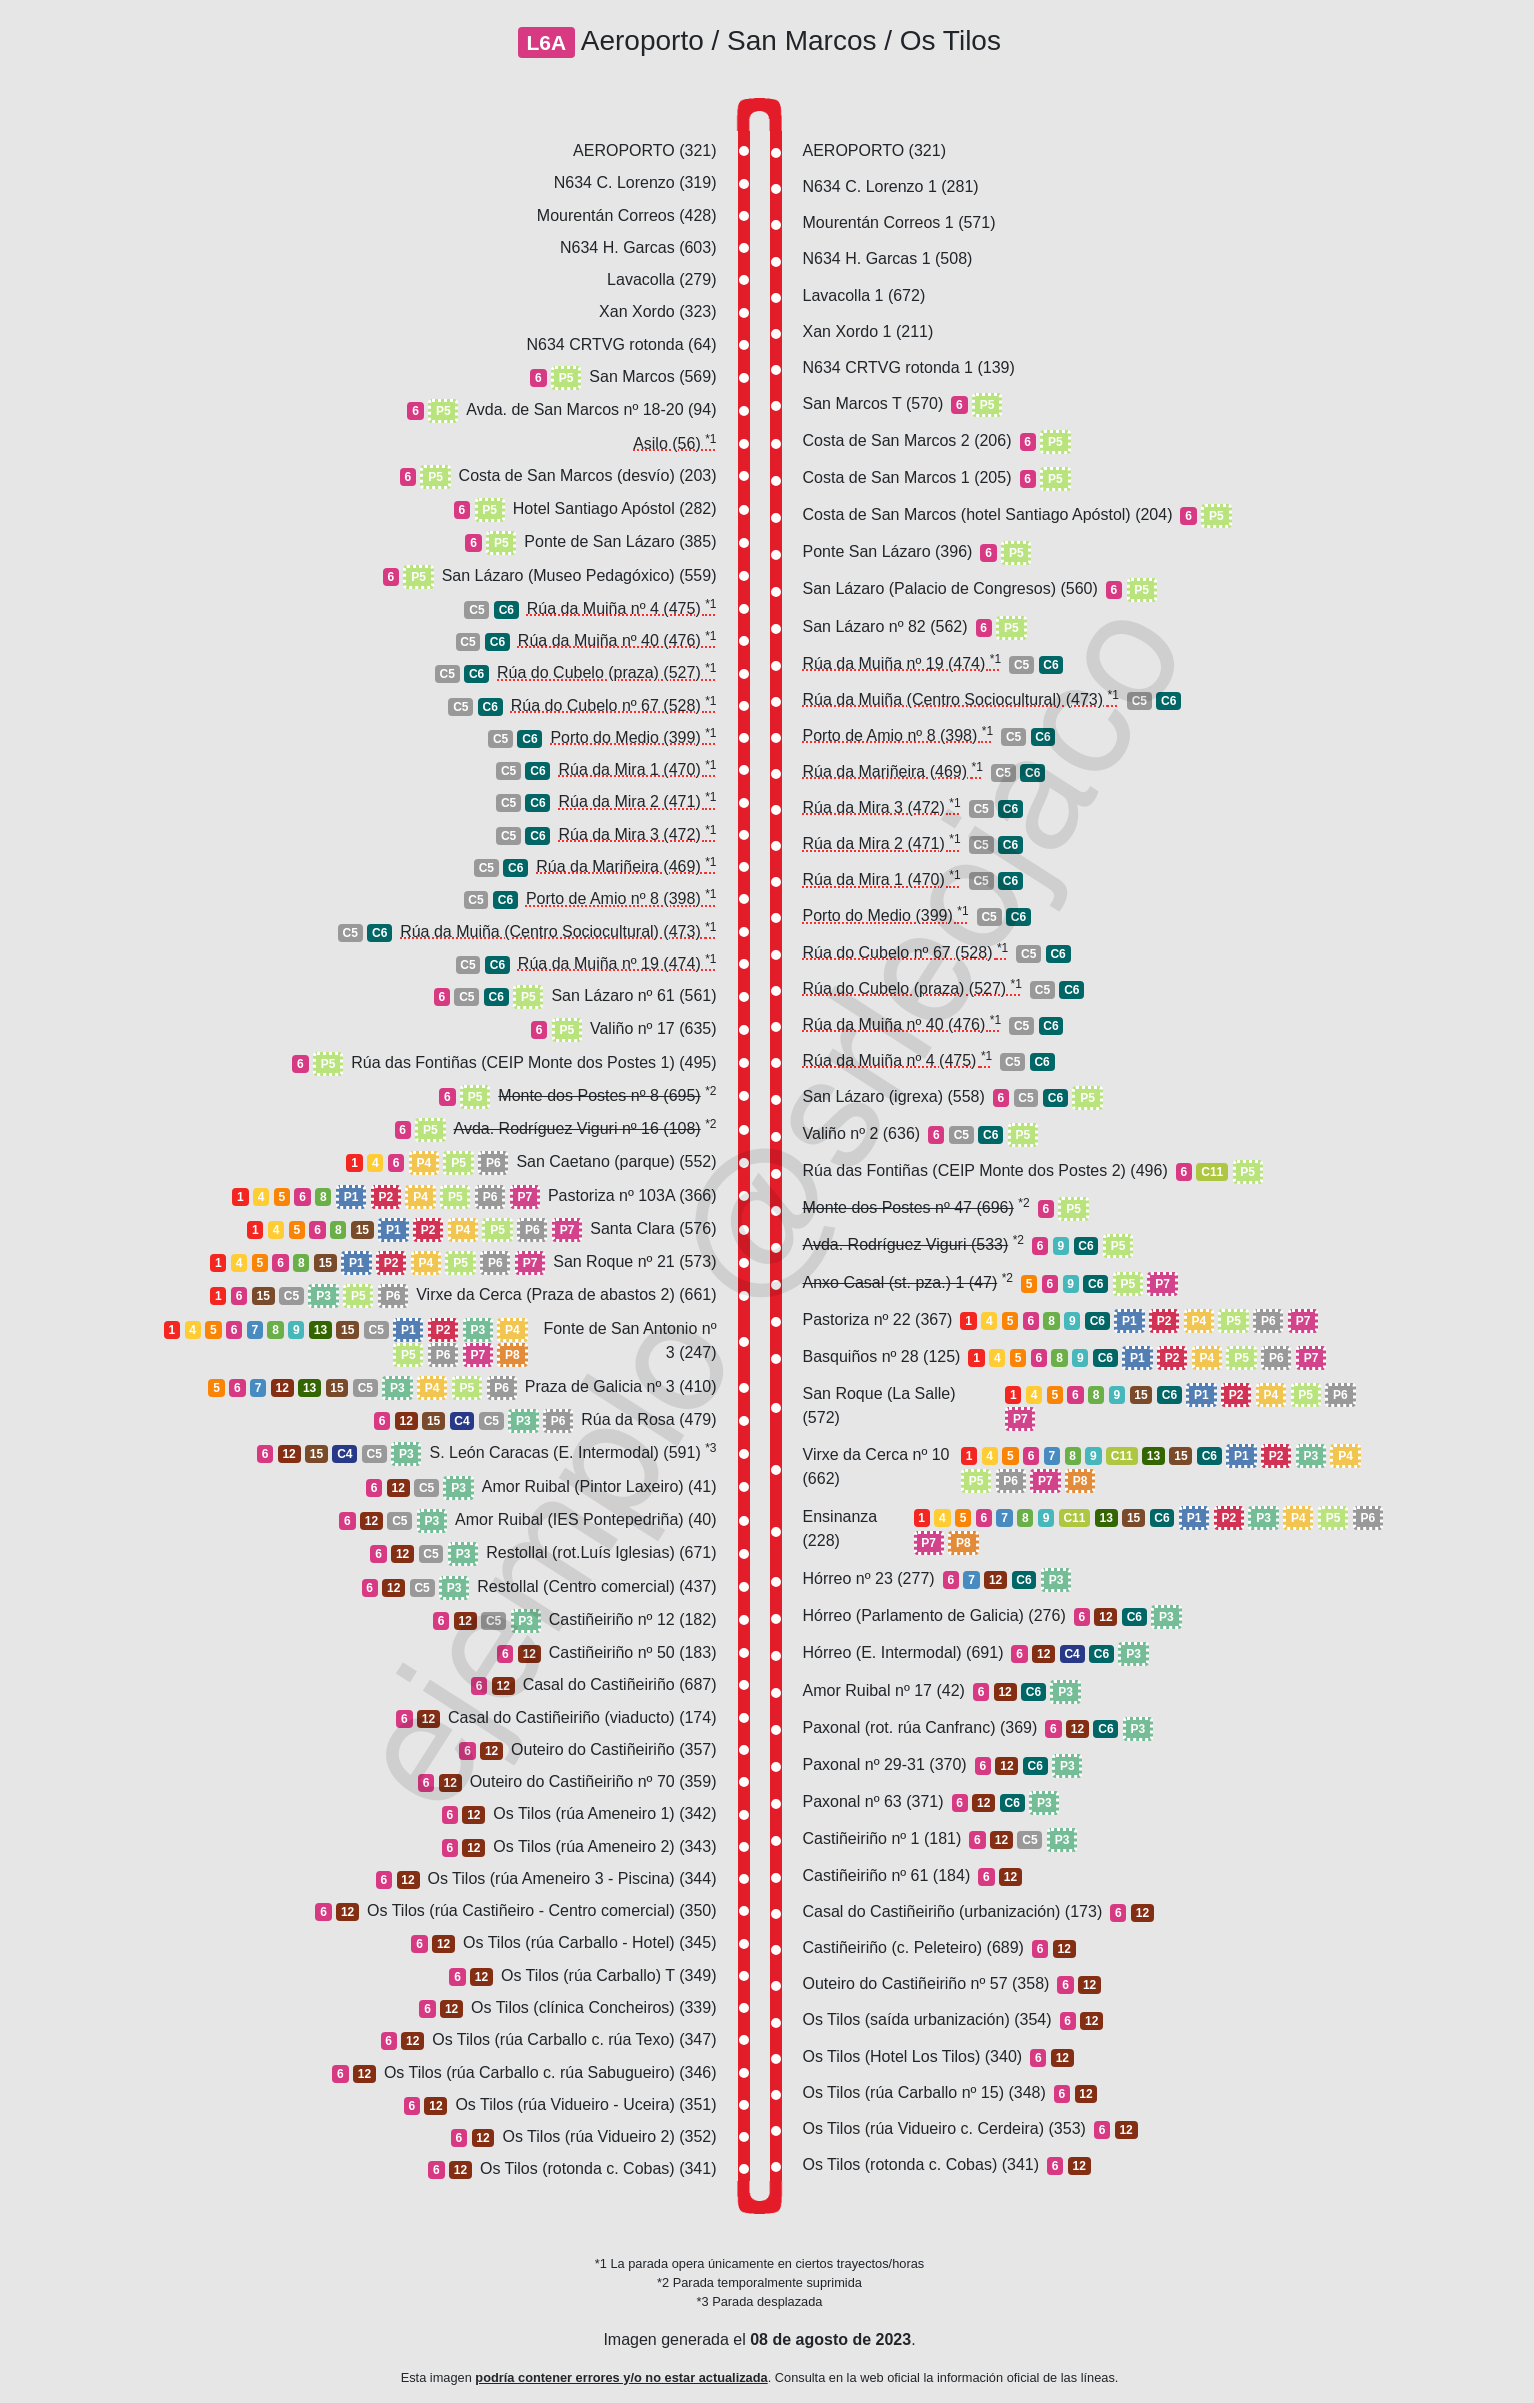 L6A Aeroporto / San Marcos / Os Tilos
AEROPORTO (321)
N634 C. Lorenzo (319)
Mourentán Correos (428)
N634 H. Garcas (603)
Lavacolla (279)
Xan Xordo (323)
N634 CRTVG rotonda (64)
6 P5 San Marcos (569)
6 P5 Avda. de San Marcos nº 18-20 (94)
Asilo (56) *1
6 P5 Costa de San Marcos (desvío) (203)
6 P5 Hotel Santiago Apóstol (282)
6 P5 Ponte de San Lázaro (385)
6 P5 San Lázaro (Museo Pedagóxico) (559)
C5 C6 Rúa da Muiña nº 4 (475) *1
C5 C6 Rúa da Muiña nº 40 (476) *1
C5 C6 Rúa do Cubelo (praza) (527) *1
C5 C6 Rúa do Cubelo nº 67 (528) *1
C5 C6 Porto do Medio (399) *1
C5 C6 Rúa da Mira 1 (470) *1
C5 C6 Rúa da Mira 2 (471) *1
C5 C6 Rúa da Mira 3 (472) *1
C5 C6 Rúa da Mariñeira (469) *1
C5 C6 Porto de Amio nº 8 (398) *1
C5 C6 Rúa da Muiña (Centro Sociocultural) (473) *1
C5 C6 Rúa da Muiña nº 19 (474) *1
6 C5 C6 P5 San Lázaro nº 61 (561)
6 P5 Valiño nº 17 (635)
6 P5 Rúa das Fontiñas (CEIP Monte dos Postes 1) (495)
6 P5 Monte dos Postes nº 8 (695) *2
6 P5 Avda. Rodríguez Viguri nº 16 (108) *2
1 4 6 P4 P5 P6 San Caetano (parque) (552)
1 4 5 6 8 P1 P2 P4 P5 P6 P7 Pastoriza nº 103A (366)
1 4 5 6 8 15 P1 P2 P4 P5 P6 P7 Santa Clara (576)
1 4 5 6 8 15 P1 P2 P4 P5 P6 P7 San Roque nº 21 (573)
1 6 15 C5 P3 P5 P6 Virxe da Cerca (Praza de abastos 2) (661)
1 4 5 6 7 8 9 13 15 C5 P1 P2 P3 P4 Fonte de San Antonio nº
P5 P6 P7 P8 3 (247)
5 6 7 12 13 15 C5 P3 P4 P5 P6 Praza de Galicia nº 3 (410)
6 12 15 C4 C5 P3 P6 Rúa da Rosa (479)
6 12 15 C4 C5 P3 S. León Caracas (E. Intermodal) (591) *3
6 12 C5 P3 Amor Ruibal (Pintor Laxeiro) (41)
6 12 C5 P3 Amor Ruibal (IES Pontepedriña) (40)
6 12 C5 P3 Restollal (rot.Luís Iglesias) (671)
6 12 C5 P3 Restollal (Centro comercial) (437)
6 12 C5 P3 Castiñeiriño nº 12 (182)
6 12 Castiñeiriño nº 50 (183)
6 12 Casal do Castiñeiriño (687)
6 12 Casal do Castiñeiriño (viaducto) (174)
6 12 Outeiro do Castiñeiriño (357)
6 12 Outeiro do Castiñeiriño nº 70 (359)
6 12 Os Tilos (rúa Ameneiro 1) (342)
6 12 Os Tilos (rúa Ameneiro 2) (343)
6 12 Os Tilos (rúa Ameneiro 3 - Piscina) (344)
6 12 Os Tilos (rúa Castiñeiro - Centro comercial) (350)
6 12 Os Tilos (rúa Carballo - Hotel) (345)
6 12 Os Tilos (rúa Carballo) T (349)
6 12 Os Tilos (clínica Concheiros) (339)
6 12 Os Tilos (rúa Carballo c. rúa Texo) (347)
6 12 Os Tilos (rúa Carballo c. rúa Sabugueiro) (346)
6 12 Os Tilos (rúa Vidueiro - Uceira) (351)
6 12 Os Tilos (rúa Vidueiro 2) (352)
6 12 Os Tilos (rotonda c. Cobas) (341)
AEROPORTO (321)
N634 C. Lorenzo 1 (281)
Mourentán Correos 1 (571)
N634 H. Garcas 1 (508)
Lavacolla 1 (672)
Xan Xordo 1 (211)
N634 CRTVG rotonda 1 (139)
San Marcos T (570) 6 P5
Costa de San Marcos 2 (206) 6 P5
Costa de San Marcos 1 (205) 6 P5
Costa de San Marcos (hotel Santiago Apóstol) (204) 6 P5
Ponte San Lázaro (396) 6 P5
San Lázaro (Palacio de Congresos) (560) 6 P5
San Lázaro nº 82 (562) 6 P5
Rúa da Muiña nº 19 (474) *1 C5 C6
Rúa da Muiña (Centro Sociocultural) (473) *1 C5 C6
Porto de Amio nº 8 (398) *1 C5 C6
Rúa da Mariñeira (469) *1 C5 C6
Rúa da Mira 3 (472) *1 C5 C6
Rúa da Mira 2 (471) *1 C5 C6
Rúa da Mira 1 (470) *1 C5 C6
Porto do Medio (399) *1 C5 C6
Rúa do Cubelo nº 67 (528) *1 C5 C6
Rúa do Cubelo (praza) (527) *1 C5 C6
Rúa da Muiña nº 40 (476) *1 C5 C6
Rúa da Muiña nº 4 (475) *1 C5 C6
San Lázaro (igrexa) (558) 6 C5 C6 P5
Valiño nº 2 (636) 6 C5 C6 P5
Rúa das Fontiñas (CEIP Monte dos Postes 2) (496) 6 C11 P5
Monte dos Postes nº 47 (696) *2 6 P5
Avda. Rodríguez Viguri (533) *2 6 9 C6 P5
Anxo Casal (st. pza.) 1 (47) *2 5 6 9 C6 P5 P7
Pastoriza nº 22 (367) 1 4 5 6 8 9 C6 P1 P2 P4 P5 P6 P7
Basquiños nº 28 (125) 1 4 5 6 8 9 C6 P1 P2 P4 P5 P6 P7
San Roque (La Salle) 1 4 5 6 8 9 15 C6 P1 P2 P4 P5 P6
(572) P7
Virxe da Cerca nº 10 1 4 5 6 7 8 9 C11 13 15 C6 P1 P2 P3 P4
(662) P5 P6 P7 P8
Ensinanza 1 4 5 6 7 8 9 C11 13 15 C6 P1 P2 P3 P4 P5 P6
(228) P7 P8
Hórreo nº 23 (277) 6 7 12 C6 P3
Hórreo (Parlamento de Galicia) (276) 6 12 C6 P3
Hórreo (E. Intermodal) (691) 6 12 C4 C6 P3
Amor Ruibal nº 17 (42) 6 12 C6 P3
Paxonal (rot. rúa Canfranc) (369) 6 12 C6 P3
Paxonal nº 29-31 (370) 6 12 C6 P3
Paxonal nº 63 (371) 6 12 C6 P3
Castiñeiriño nº 1 (181) 6 12 C5 P3
Castiñeiriño nº 61 (184) 6 12
Casal do Castiñeiriño (urbanización) (173) 6 12
Castiñeiriño (c. Peleteiro) (689) 6 12
Outeiro do Castiñeiriño nº 57 (358) 6 12
Os Tilos (saída urbanización) (354) 6 12
Os Tilos (Hotel Los Tilos) (340) 6 12
Os Tilos (rúa Carballo nº 15) (348) 6 12
Os Tilos (rúa Vidueiro c. Cerdeira) (353) 6 12
Os Tilos (rotonda c. Cobas) (341) 6 12
ejemplo @srleojaco
*1 La parada opera únicamente en ciertos trayectos/horas
*2 Parada temporalmente suprimida
*3 Parada desplazada
Imagen generada el 08 de agosto de 2023.
Esta imagen podría contener errores y/o no estar actualizada. Consulta en la web oficial la información oficial de las líneas.